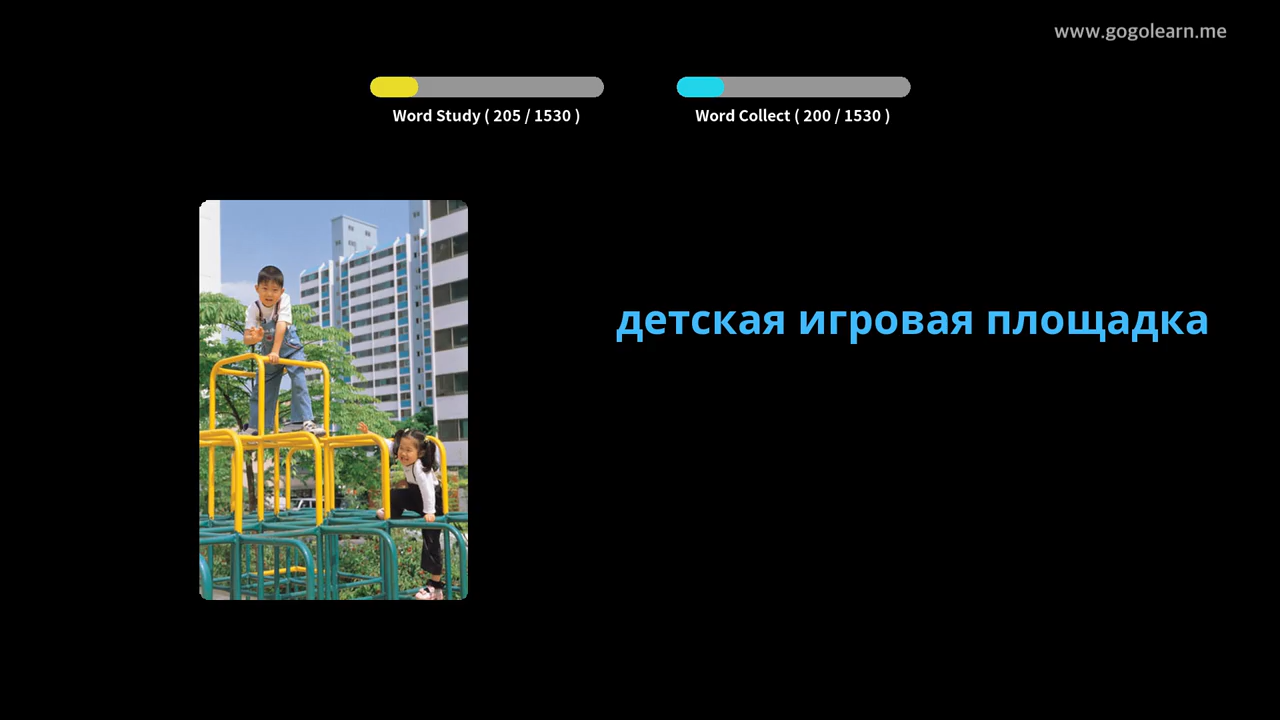 www.gogolearn.me
Word Study ( 205 / 1530 )
Word Collect ( 200 / 1530 )
детская игровая площадка